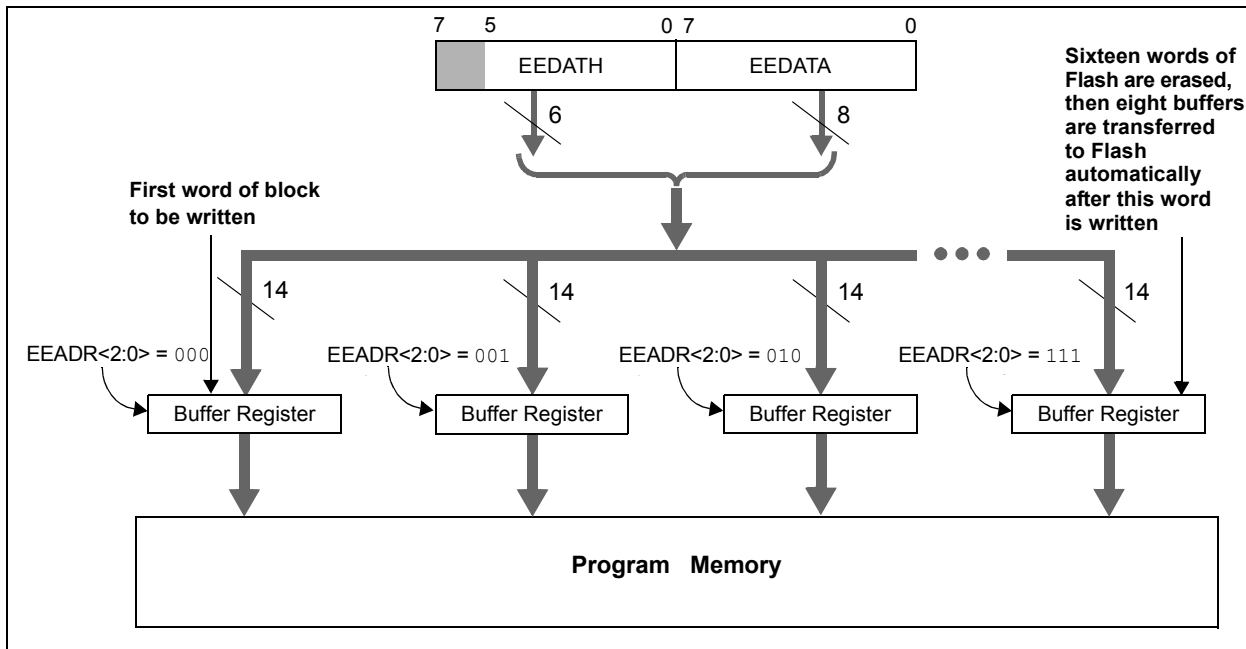 7 5 0 7 0
EEDATH EEDATA
6 8
Sixteen words of
Flash are erased,
then eight buffers
are transferred
to Flash
automatically
after this word
is written
First word of block
to be written
14 14 14 14
EEADR<2:0> = 000 EEADR<2:0> = 001 EEADR<2:0> = 010 EEADR<2:0> = 111
Buffer Register Buffer Register Buffer Register Buffer Register
Program Memory